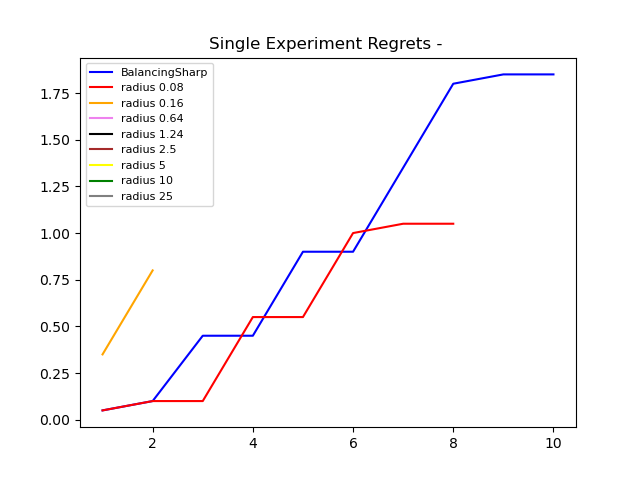 Single Experiment Regrets -
BalancingSharp
radius 0.08
radius 0.16
radius 0.64
radius 1.24
radius 2.5
radius 5
radius 10
radius 25
1.75
1.50
1.25
1.00
0.75
0.50
0.25
0.00
2 4 6 8 10